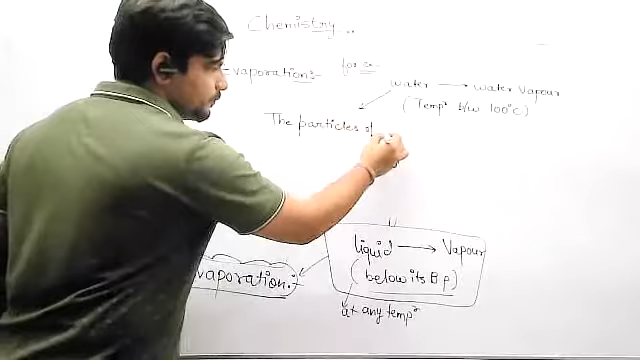 Chemistry..
Evaporation:- for ex-
water → water Vapour
(Temp^r b/w 100°C)
The particles of
liquid → Vapour
(below its B p)
vaporation:-
at any temp^r